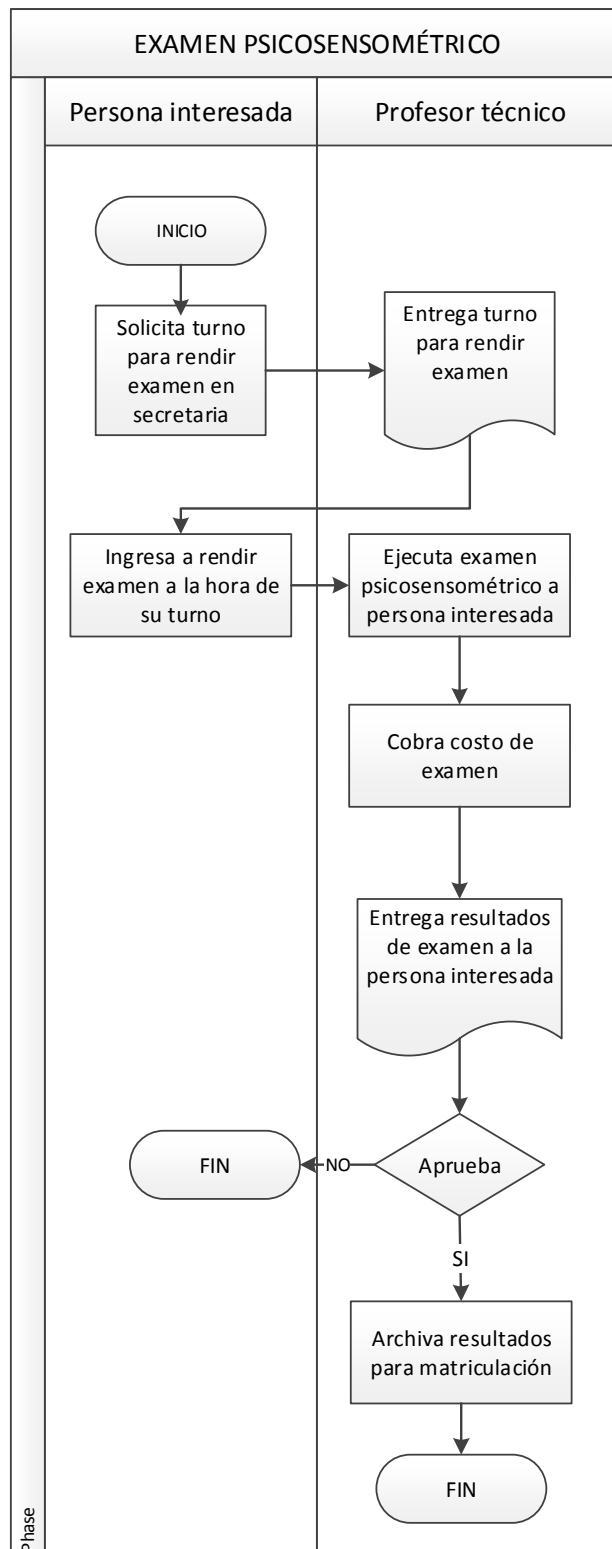 EXAMEN PSICOSENSOMÉTRICO
Persona interesada
Profesor técnico
INICIO
Solicita turno
para rendir
examen en
secretaria
Entrega turno
para rendir
examen
Ingresa a rendir
examen a la hora de
su turno
Ejecuta examen
psicosensométrico a
persona interesada
Cobra costo de
examen
Entrega resultados
de examen a la
persona interesada
Aprueba
NO
FIN
SI
Archiva resultados
para matriculación
FIN
Phase